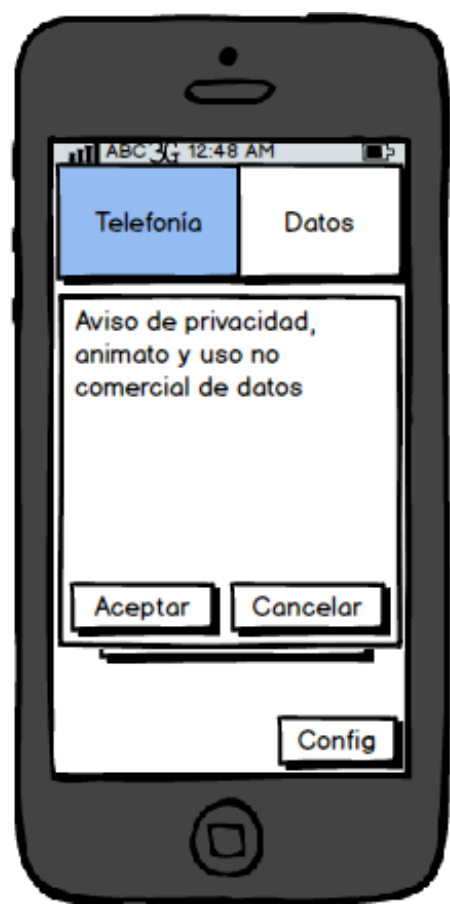 ABC 3G 12:48 AM
Telefonía Datos
Aviso de privacidad,
animato y uso no
comercial de datos
Aceptar Cancelar
Config